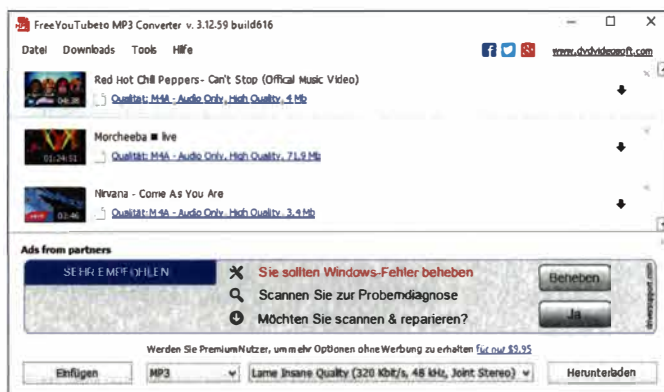 FreeYouTubeto MP3 Converter v. 3.12.59 build616
Datei Downloads Tools Hilfe www.dvdvideosoft.com
Red Hot Chili Peppers- Can't Stop (Offical Music Video)
04:38 Qualität: M4A - Audio Only, High Quality, 4 Mb
Morcheeba ■ live
01:24:51 Qualität: M4A - Audio Only, High Quality, 71.9 Mb
Nirvana - Come As You Are
03:46 Qualität: M4A - Audio Only, High Quality, 3.4 Mb
Ads from partners
SEHR EMPFOHLEN Sie sollten Windows-Fehler beheben Beheben
Scannen Sie zur Probemdiagnose
Möchten Sie scannen & reparieren? Ja
driversupport.com
Werden Sie PremiumNutzer, um mehr Optionen ohne Werbung zu erhalten für nur $9.95
Einfügen MP3 Lame Insane Quality (320 Kbit/s, 48 kHz, Joint Stereo) Herunterladen